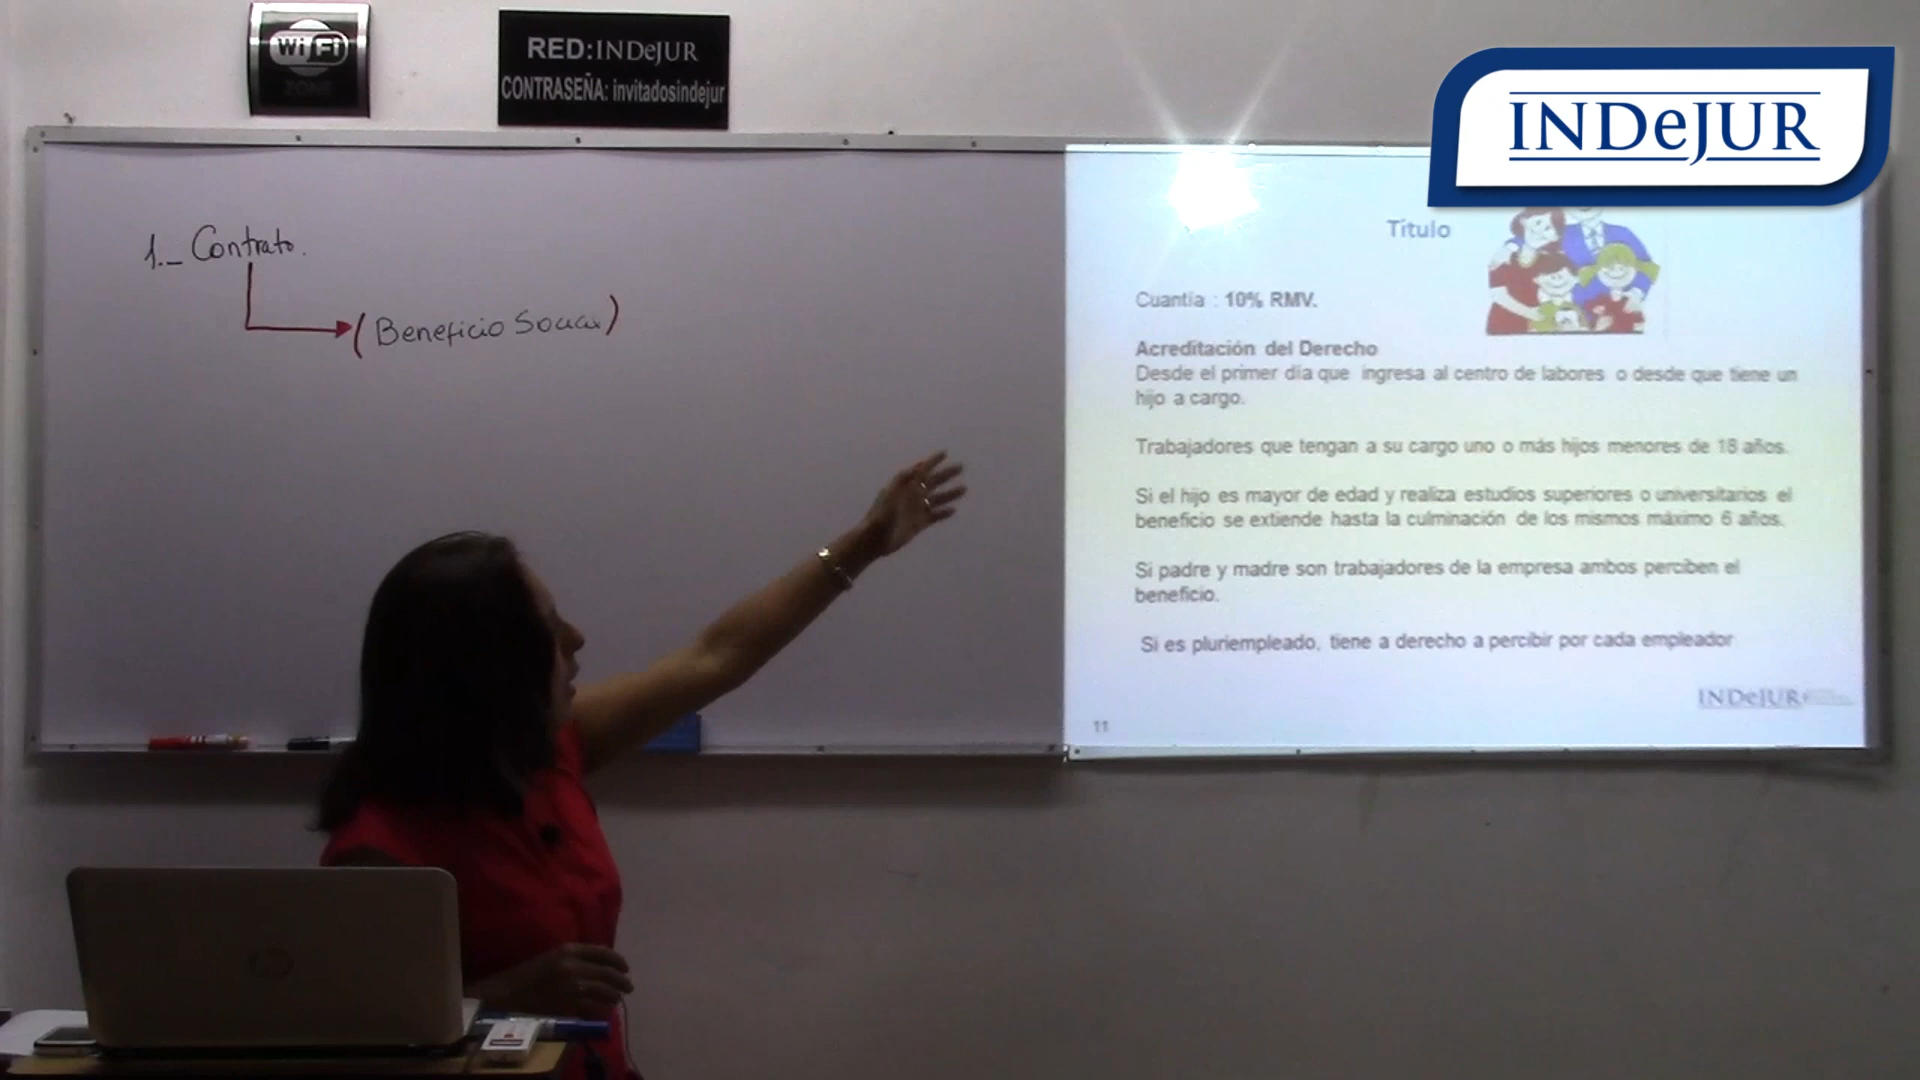 WiFi
ZONE
RED:INDeJUR
CONTRASEÑA: invitadosindejur
INDeJUR
1._ Contrato.
(Beneficio Social)
Título
Cuantía : 10% RMV.
Acreditación del Derecho
Desde el primer día que ingresa al centro de labores o desde que tiene un
hijo a cargo.
Trabajadores que tengan a su cargo uno o más hijos menores de 18 años.
Si el hijo es mayor de edad y realiza estudios superiores o universitarios el
beneficio se extiende hasta la culminación de los mismos máximo 6 años.
Si padre y madre son trabajadores de la empresa ambos perciben el
beneficio.
Si es pluriempleado, tiene a derecho a percibir por cada empleador
INDeJUR
11